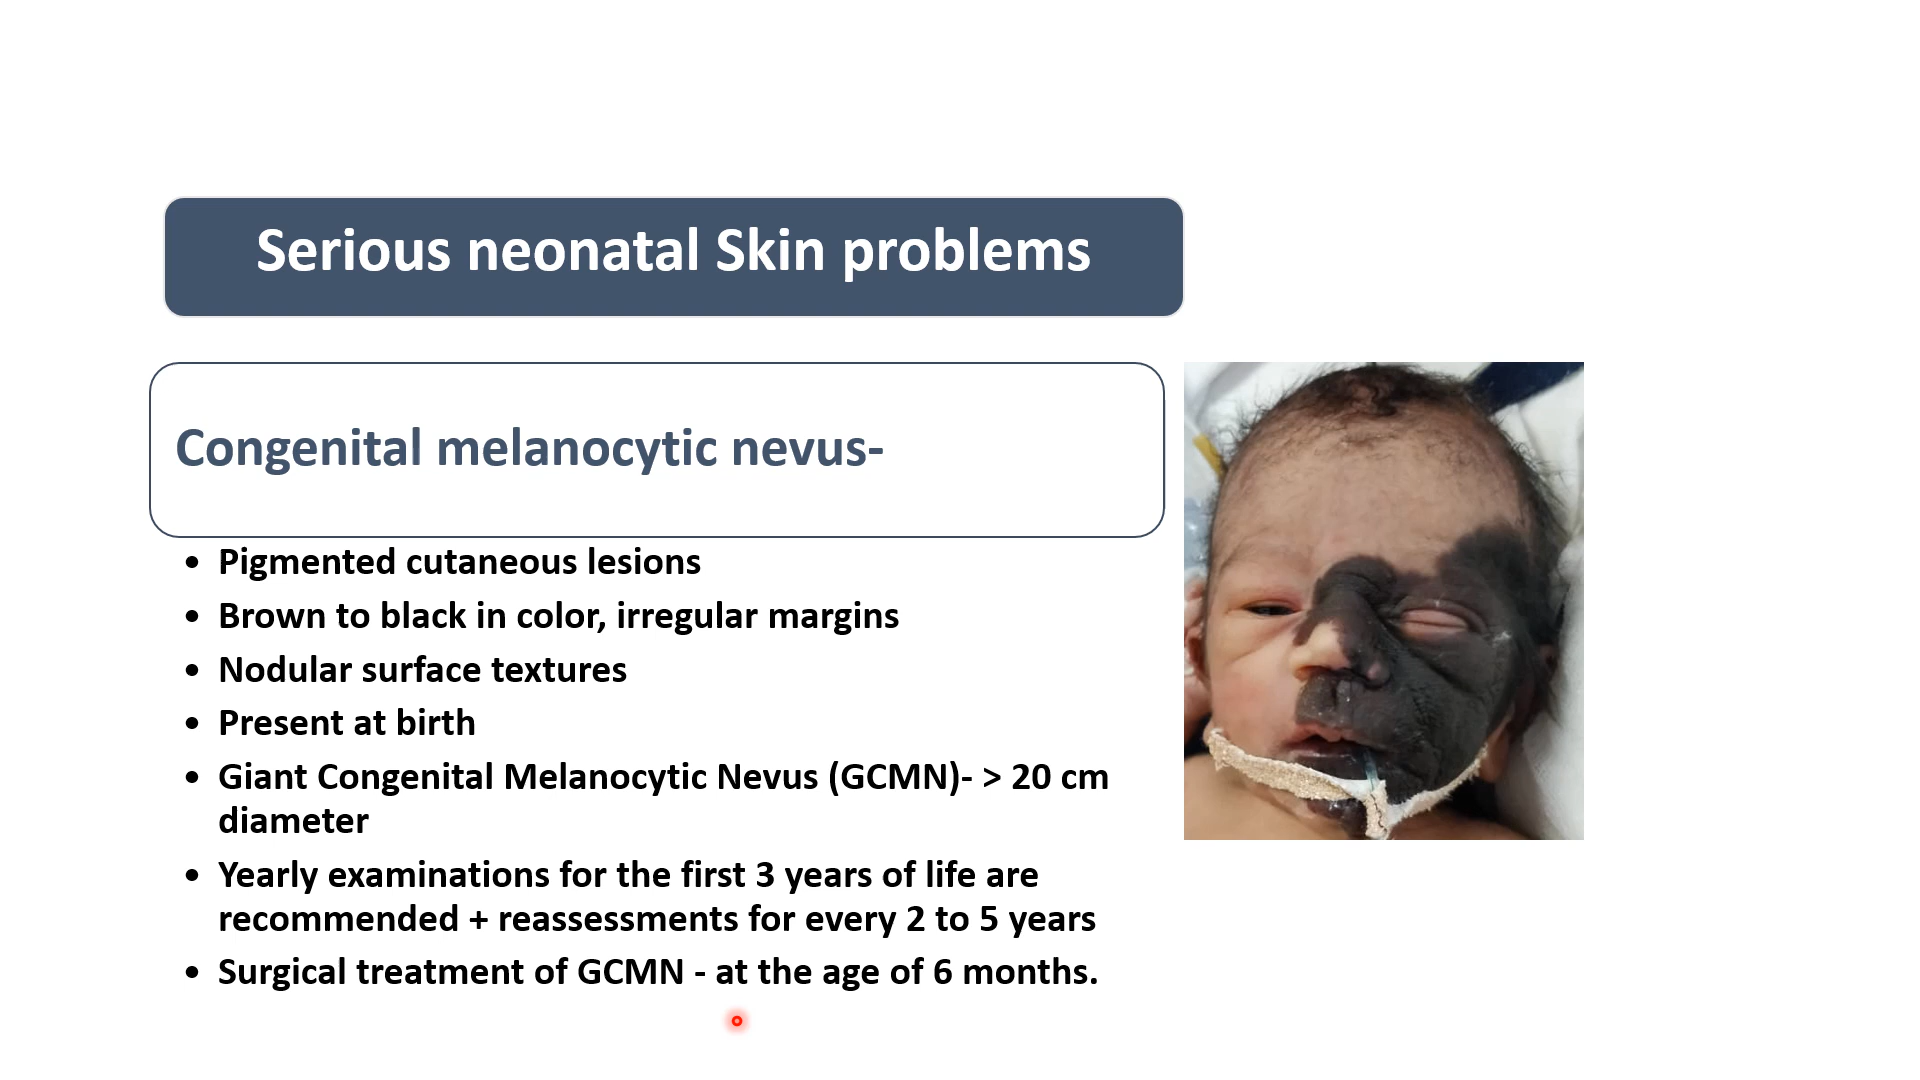 Serious neonatal Skin problems
Congenital melanocytic nevus-
• Pigmented cutaneous lesions
• Brown to black in color, irregular margins
• Nodular surface textures
• Present at birth
• Giant Congenital Melanocytic Nevus (GCMN)- > 20 cm
diameter
• Yearly examinations for the first 3 years of life are
recommended + reassessments for every 2 to 5 years
• Surgical treatment of GCMN - at the age of 6 months.